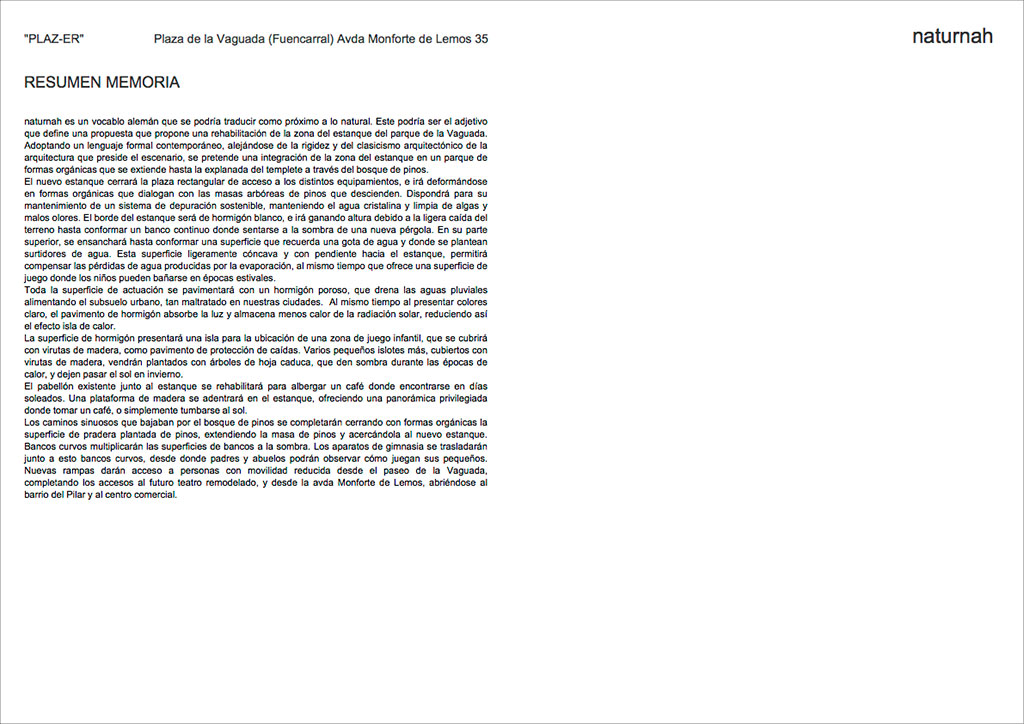 "PLAZ-ER" Plaza de la Vaguada (Fuencarral) Avda Monforte de Lemos 35 naturnah
RESUMEN MEMORIA
naturnah es un vocablo alemán que se podría traducir como próximo a lo natural. Este podría ser el adjetivo
que define una propuesta que propone una rehabilitación de la zona del estanque del parque de la Vaguada.
Adoptando un lenguaje formal contemporáneo, alejándose de la rigidez y del clasicismo arquitectónico de la
arquitectura que preside el escenario, se pretende una integración de la zona del estanque en un parque de
formas orgánicas que se extiende hasta la explanada del templete a través del bosque de pinos.
El nuevo estanque cerrará la plaza rectangular de acceso a los distintos equipamientos, e irá deformándose
en formas orgánicas que dialogan con las masas arbóreas de pinos que descienden. Dispondrá para su
mantenimiento de un sistema de depuración sostenible, manteniendo el agua cristalina y limpia de algas y
malos olores. El borde del estanque será de hormigón blanco, e irá ganando altura debido a la ligera caída del
terreno hasta conformar un banco continuo donde sentarse a la sombra de una nueva pérgola. En su parte
superior, se ensanchará hasta conformar una superficie que recuerda una gota de agua y donde se plantean
surtidores de agua. Esta superficie ligeramente cóncava y con pendiente hacia el estanque, permitirá
compensar las pérdidas de agua producidas por la evaporación, al mismo tiempo que ofrece una superficie de
juego donde los niños pueden bañarse en épocas estivales.
Toda la superficie de actuación se pavimentará con un hormigón poroso, que drena las aguas pluviales
alimentando el subsuelo urbano, tan maltratado en nuestras ciudades. Al mismo tiempo al presentar colores
claro, el pavimento de hormigón absorbe la luz y almacena menos calor de la radiación solar, reduciendo así
el efecto isla de calor.
La superficie de hormigón presentará una isla para la ubicación de una zona de juego infantil, que se cubrirá
con virutas de madera, como pavimento de protección de caídas. Varios pequeños islotes más, cubiertos con
virutas de madera, vendrán plantados con árboles de hoja caduca, que den sombra durante las épocas de
calor, y dejen pasar el sol en invierno.
El pabellón existente junto al estanque se rehabilitará para albergar un café donde encontrarse en días
soleados. Una plataforma de madera se adentrará en el estanque, ofreciendo una panorámica privilegiada
donde tomar un café, o simplemente tumbarse al sol.
Los caminos sinuosos que bajaban por el bosque de pinos se completarán cerrando con formas orgánicas la
superficie de pradera plantada de pinos, extendiendo la masa de pinos y acercándola al nuevo estanque.
Bancos curvos multiplicarán las superficies de bancos a la sombra. Los aparatos de gimnasia se trasladarán
junto a esto bancos curvos, desde donde padres y abuelos podrán observar cómo juegan sus pequeños.
Nuevas rampas darán acceso a personas con movilidad reducida desde el paseo de la Vaguada,
completando los accesos al futuro teatro remodelado, y desde la avda Monforte de Lemos, abriéndose al
barrio del Pilar y al centro comercial.